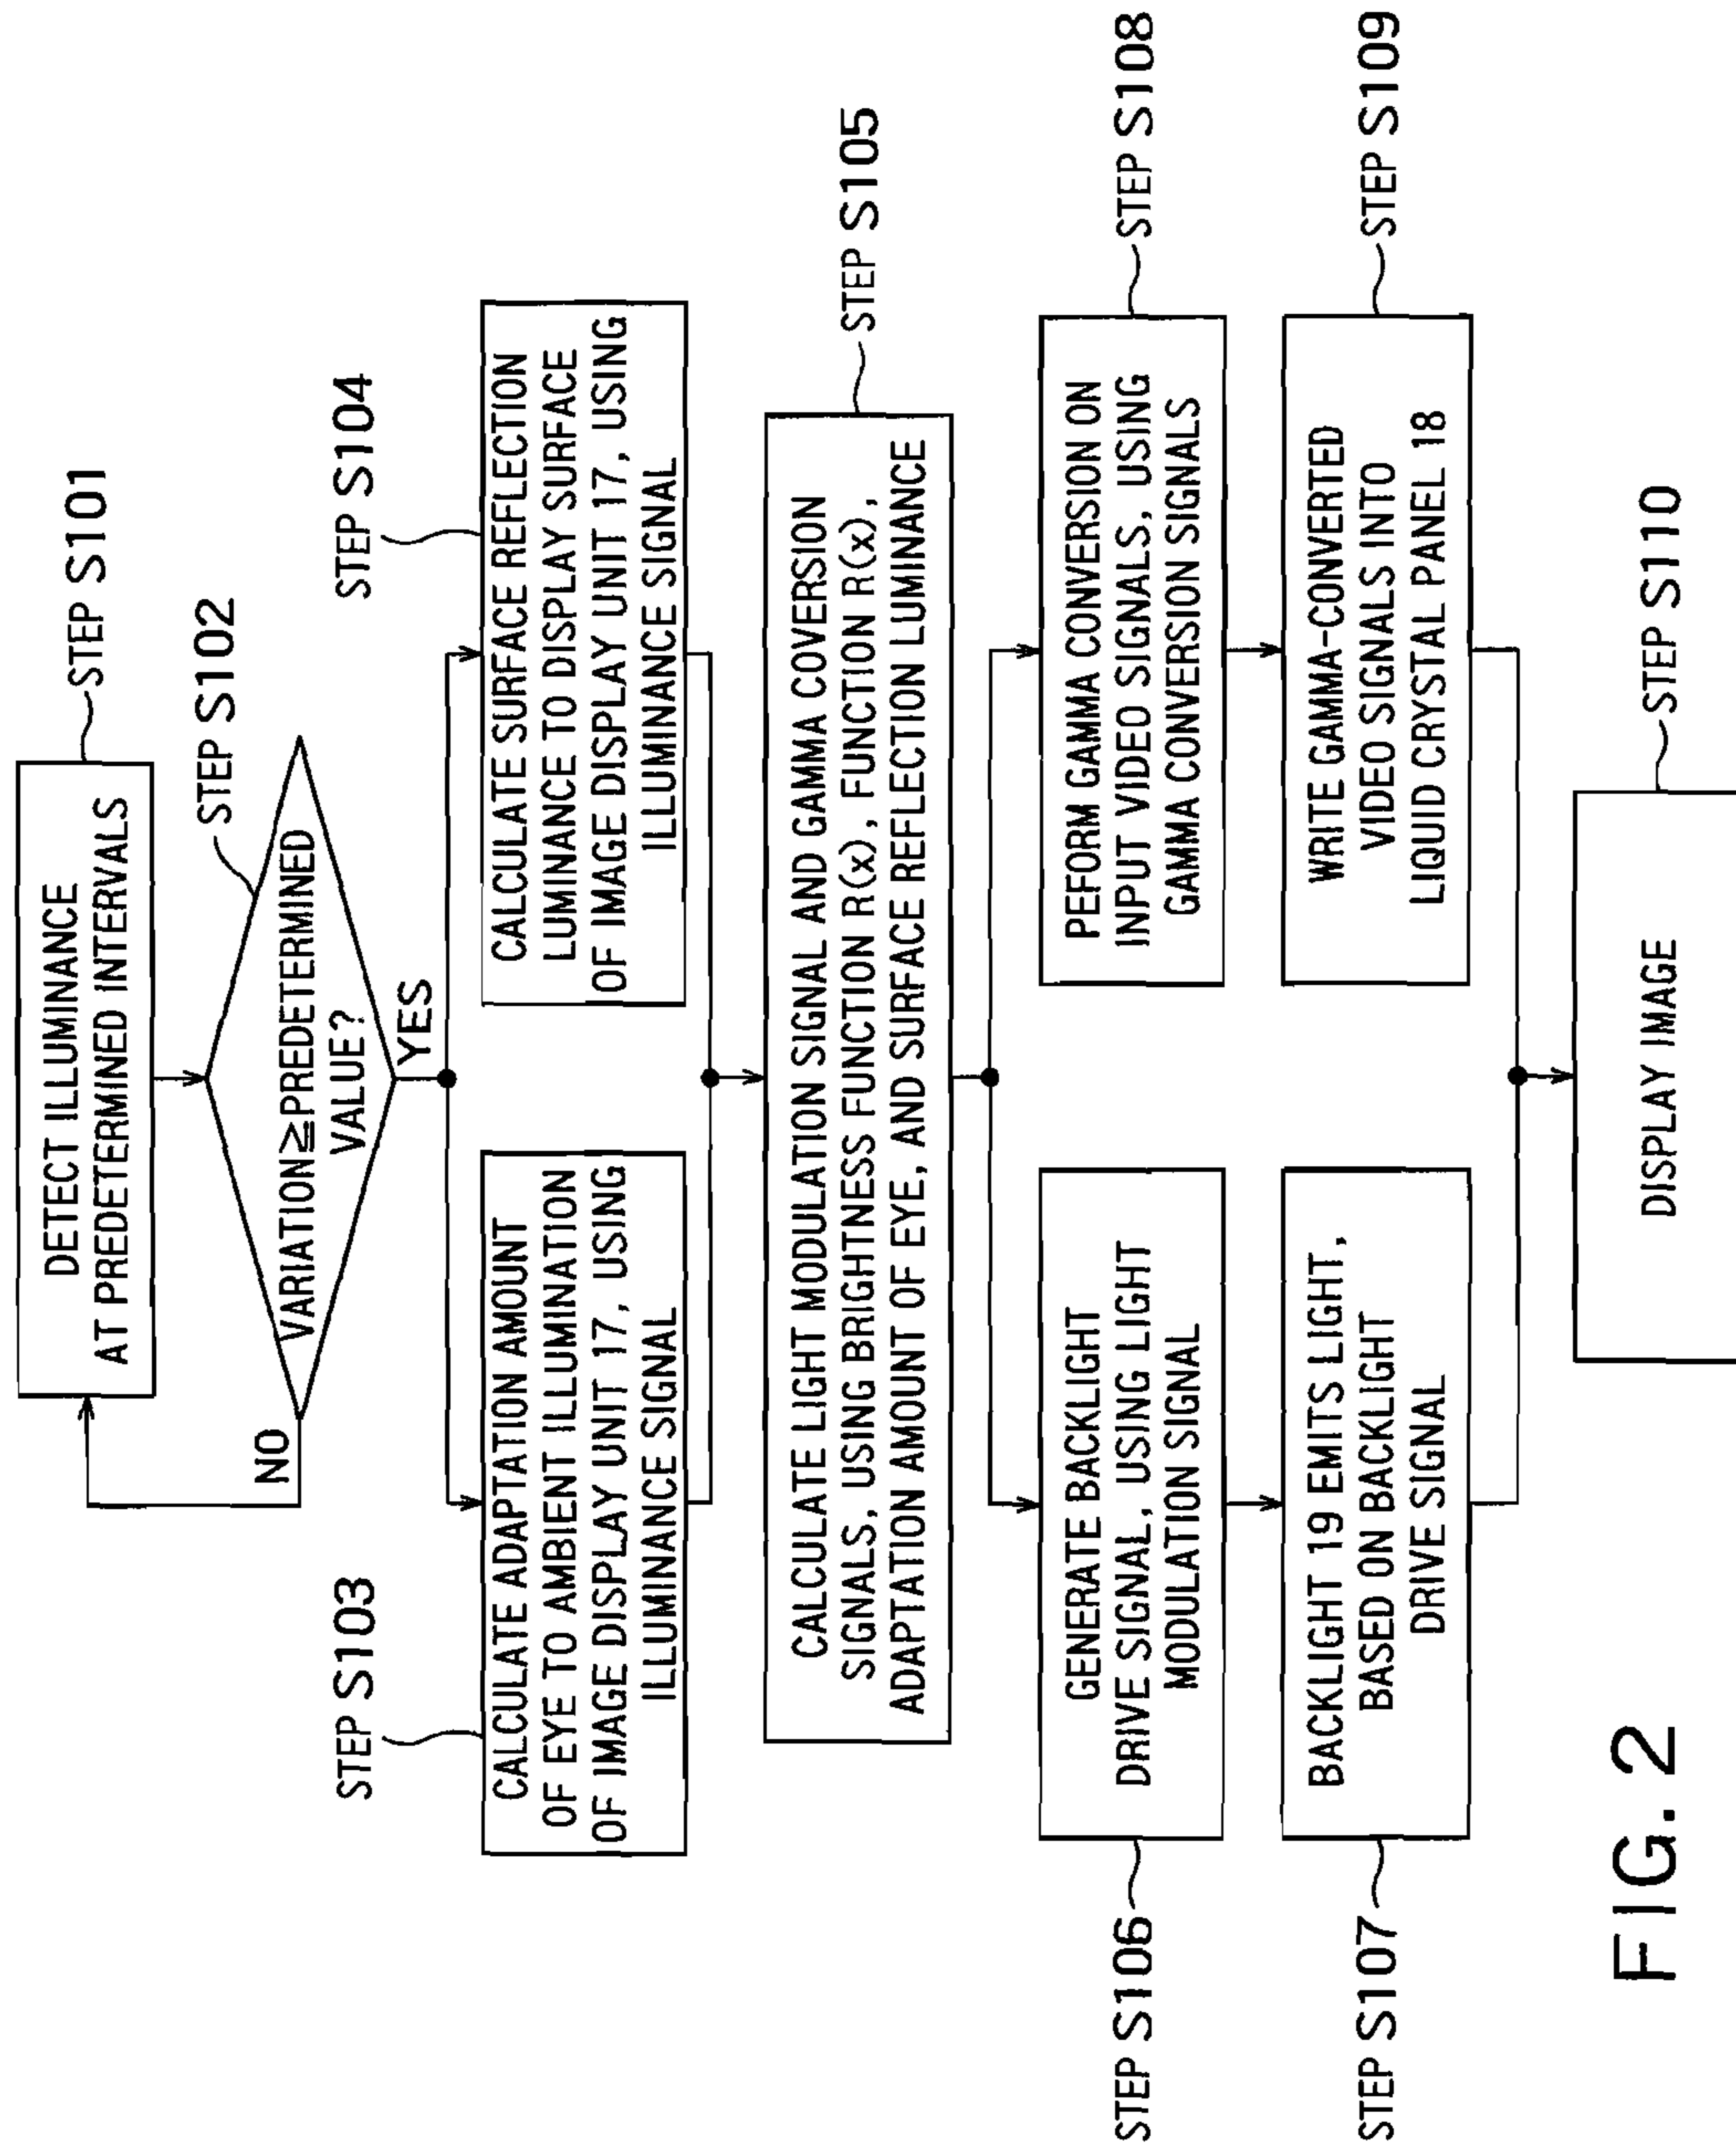 DETECT ILLUMINANCE
AT PREDETERMINED INTERVALS
STEP S101
VARIATION≧PREDETERMINED
VALUE?
STEP S102
NO
YES
STEP S103
CALCULATE ADAPTATION AMOUNT
OF EYE TO AMBIENT ILLUMINATION
OF IMAGE DISPLAY UNIT 17, USING
ILLUMINANCE SIGNAL
STEP S104
CALCULATE SURFACE REFLECTION
LUMINANCE TO DISPLAY SURFACE
OF IMAGE DISPLAY UNIT 17, USING
ILLUMINANCE SIGNAL
CALCULATE LIGHT MODULATION SIGNAL AND GAMMA COVERSION
SIGNALS, USING BRIGHTNESS FUNCTION R(x), FUNCTION R(x),
ADAPTATION AMOUNT OF EYE, AND SURFACE REFLECTION LUMINANCE
STEP S105
STEP S106
GENERATE BACKLIGHT
DRIVE SIGNAL, USING LIGHT
MODULATION SIGNAL
PEFORM GAMMA CONVERSION ON
INPUT VIDEO SIGNALS, USING
GAMMA CONVERSION SIGNALS
STEP S108
STEP S107
BACKLIGHT 19 EMITS LIGHT,
BASED ON BACKLIGHT
DRIVE SIGNAL
WRITE GAMMA-CONVERTED
VIDEO SIGNALS INTO
LIQUID CRYSTAL PANEL 18
STEP S109
DISPLAY IMAGE
STEP S110
FIG. 2